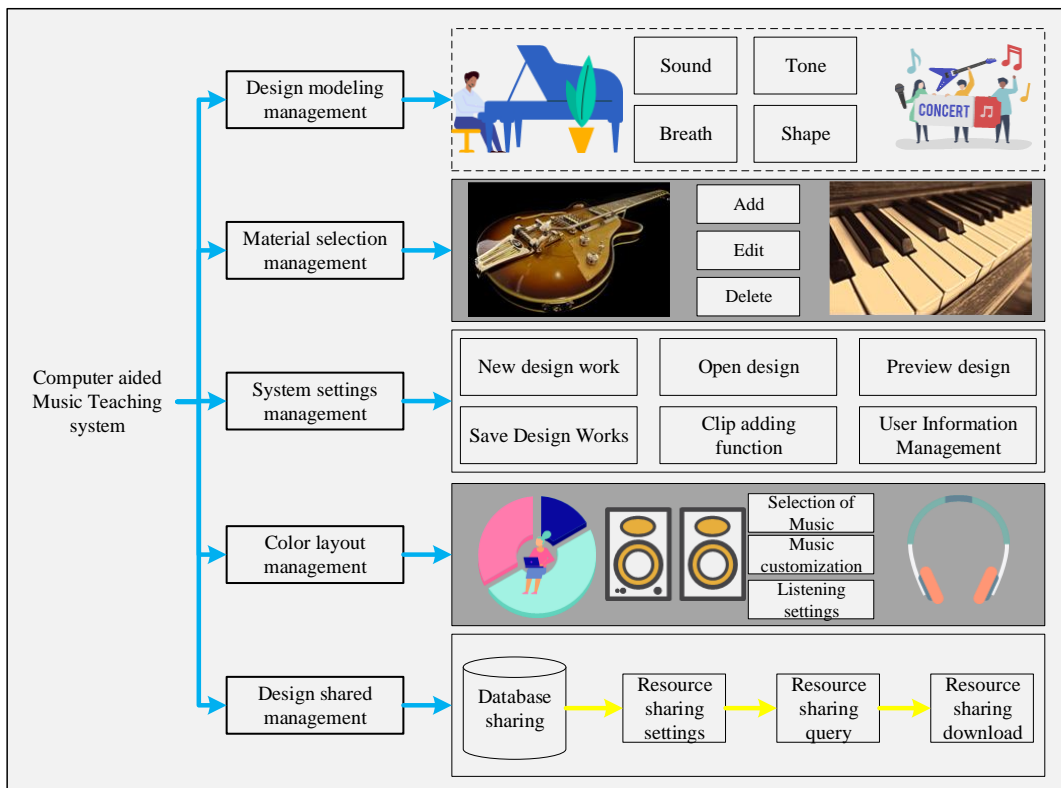 Computer aided
Music Teaching
system
Design modeling
management
Sound
Tone
Breath
Shape
CONCERT
Material selection
management
Add
Edit
Delete
System settings
management
New design work
Open design
Preview design
Save Design Works
Clip adding
function
User Information
Management
Color layout
management
Selection of
Music
Music
customization
Listening
settings
Design shared
management
Database
sharing
Resource
sharing
settings
Resource
sharing
query
Resource
sharing
download